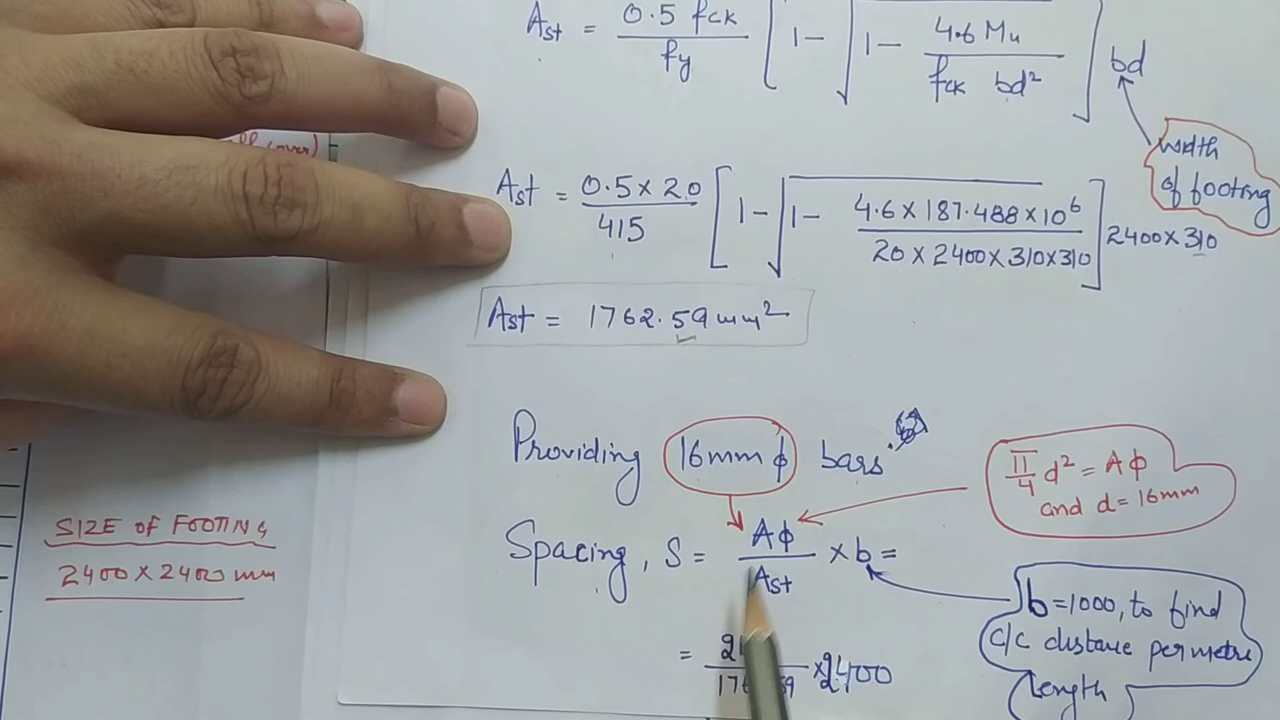 Ast = 0.5 fck / fy [ 1 - √ 1 - 4.6 Mu / fck bd² ] bd
width
of footing
Ast = 0.5 x 20 / 415 [ 1 - √ 1 - 4.6 x 187.488 x 10⁶ / 20 x 2400 x 310 x 310 ] 2400 x 310
Ast = 1762.59 mm²
Providing 16mm ϕ bars
π/4 d² = Aϕ
and d = 16mm
Spacing, S = Aϕ / Ast x b =
b = 1000, to find
c/c distance per metre
length
x 2400
SIZE OF FOOTING
2400 x 2400 mm